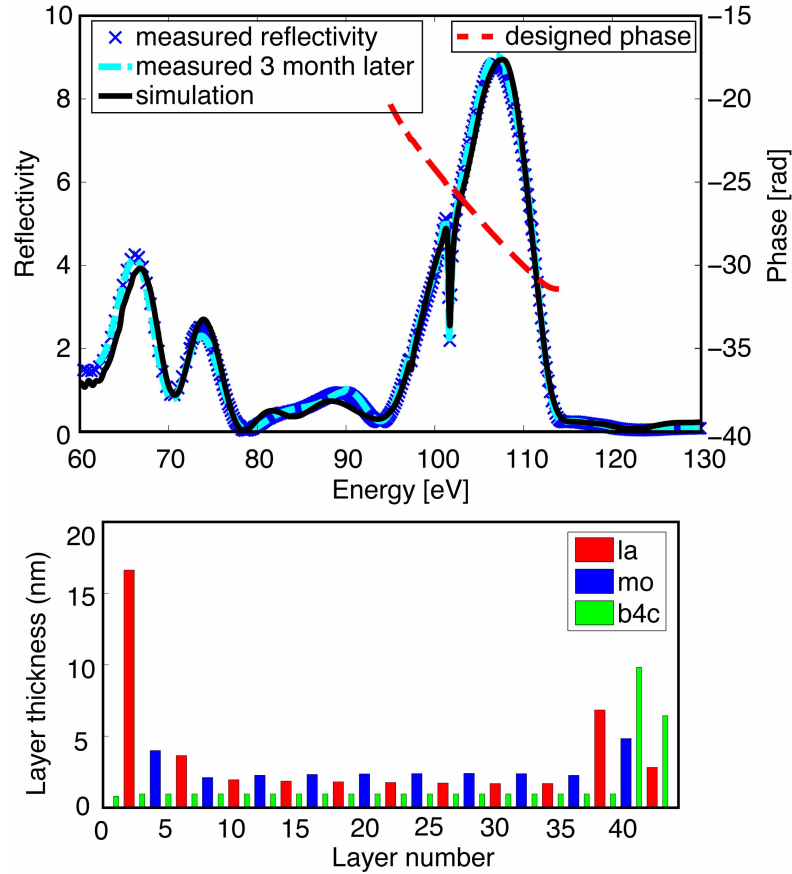 10
8
6
4
2
0
Reflectivity
measured reflectivity
measured 3 month later
simulation
designed phase
−15
−20
−25
−30
−35
−40
Phase [rad]
60 70 80 90 100 110 120 130
Energy [eV]
20
15
10
5
0
Layer thickness (nm)
la
mo
b4c
0 5 10 15 20 25 30 35 40
Layer number